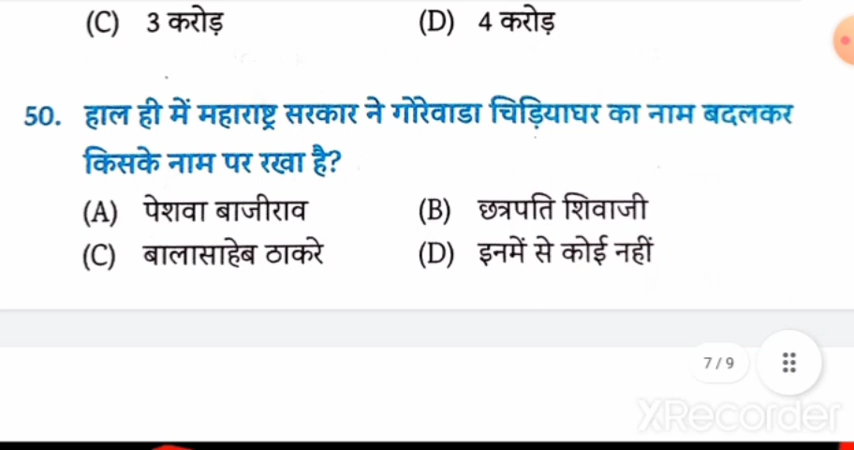 (C) 3 करोड़ (D) 4 करोड़
50. हाल ही में महाराष्ट्र सरकार ने गोरेवाडा चिड़ियाघर का नाम बदलकर
किसके नाम पर रखा है?
(A) पेशवा बाजीराव (B) छत्रपति शिवाजी
(C) बालासाहेब ठाकरे (D) इनमें से कोई नहीं
7/9
XRecorder